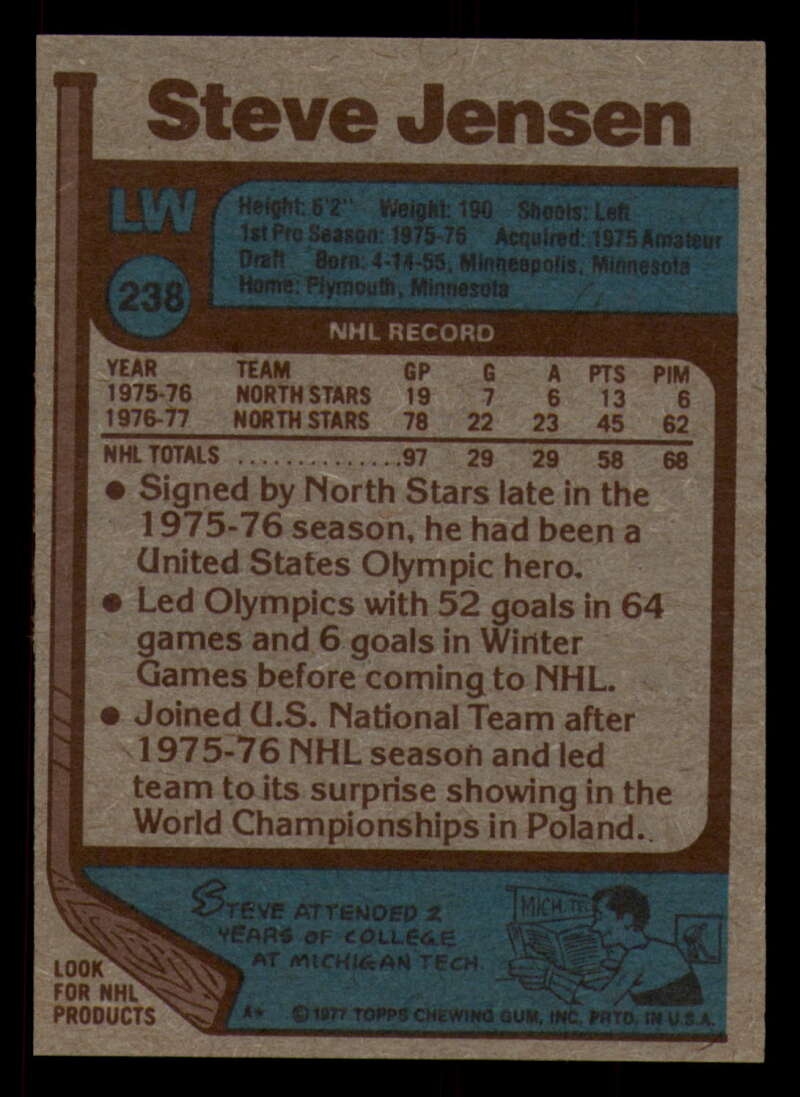 Steve Jensen
LW
Height: 6'2" Weight: 190 Shoots: Left
1st Pro Season: 1975-76 Acquired: 1975 Amateur
Draft Born: 4-14-55, Minneapolis, Minnesota
Home: Plymouth, Minnesota
238
NHL RECORD
YEAR TEAM GP G A PTS PIM
1975-76 NORTH STARS 19 7 6 13 6
1976-77 NORTH STARS 78 22 23 45 62
NHL TOTALS ...............97 29 29 58 68
● Signed by North Stars late in the
1975-76 season, he had been a
United States Olympic hero.
● Led Olympics with 52 goals in 64
games and 6 goals in Winter
Games before coming to NHL.
● Joined U.S. National Team after
1975-76 NHL season and led
team to its surprise showing in the
World Championships in Poland.
STEVE ATTENDED 2
YEARS OF COLLEGE
AT MICHIGAN TECH.
MICH. TE
LOOK
FOR NHL
PRODUCTS
A* ©1977 TOPPS CHEWING GUM, INC. PRTD. IN U.S.A.